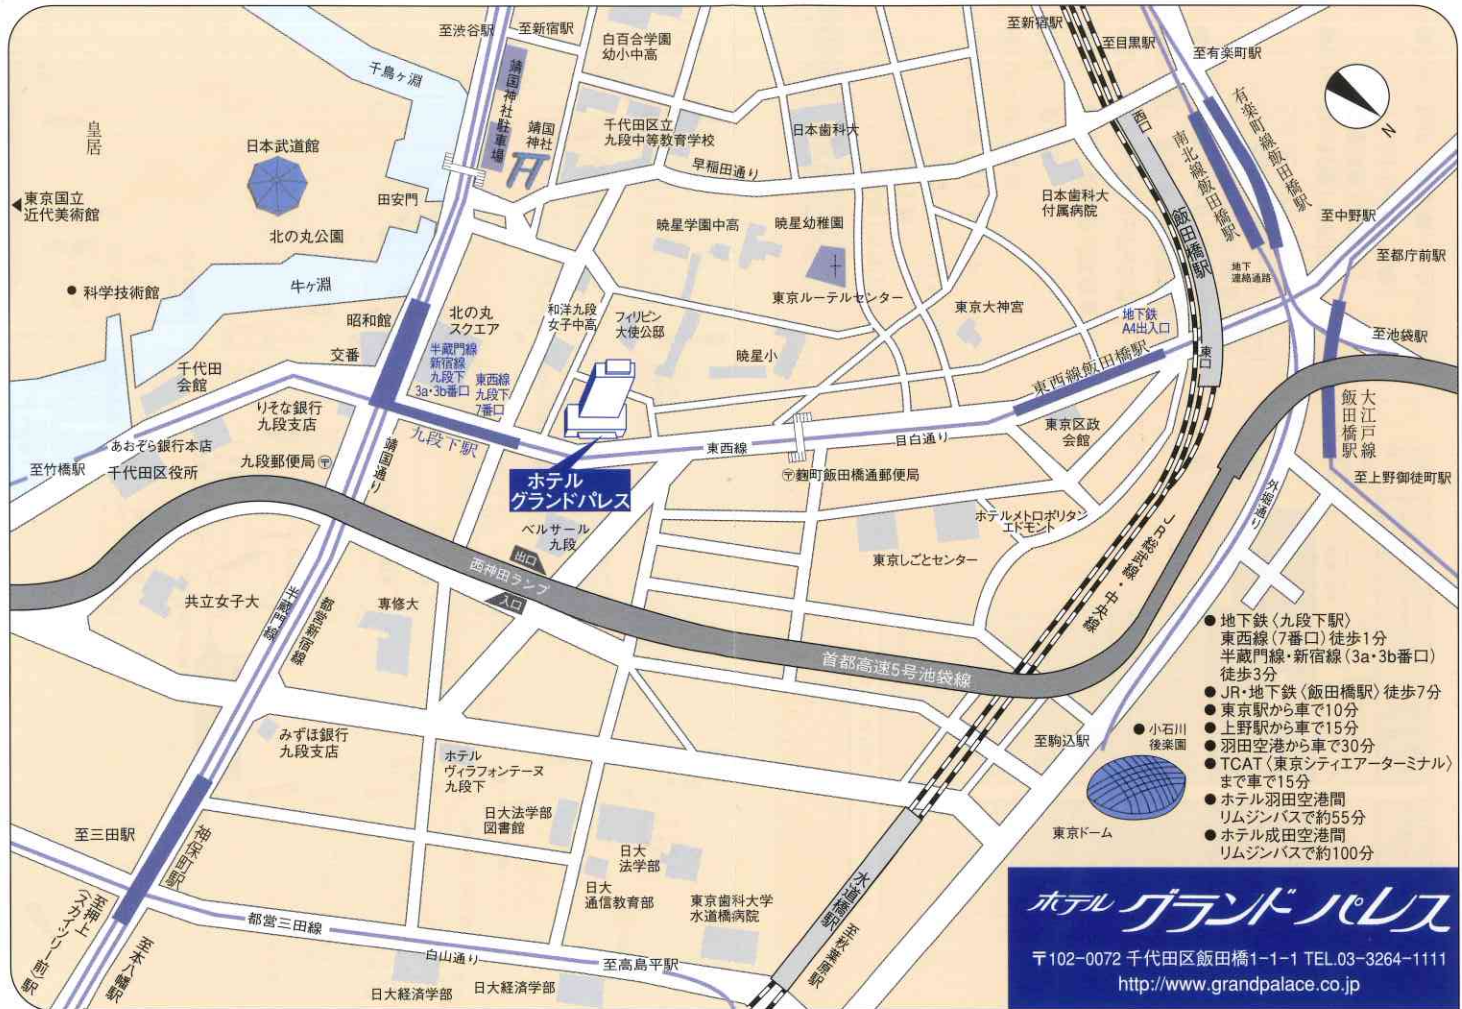 至渋谷駅
至新宿駅
白百合学園
幼小中高
至新宿駅
至目黒駅
至有楽町駅
千鳥ヶ淵
靖国神社駐車場
靖国
神社
千代田区立
九段中等教育学校
日本歯科大
西口
有楽町線飯田橋駅
南北線飯田橋駅
N
皇居
日本武道館
早稲田通り
日本歯科大
付属病院
東京国立
近代美術館
田安門
飯田橋駅
至中野駅
北の丸公園
暁星学園中高
暁星幼稚園
至都庁前駅
地下
連絡通路
科学技術館
牛ヶ淵
東京ルーテルセンター
東京大神宮
昭和館
北の丸
スクエア
和洋九段
女子中高
フィリピン
大使公邸
地下鉄
A4出入口
至池袋駅
交番
半蔵門線
新宿線
九段下
3a・3b番口
東西線
九段下
7番口
暁星小
東西線飯田橋駅
東口
千代田
会館
りそな銀行
九段支店
大江戸線
飯田橋駅
東京区政
会館
あおぞら銀行本店
九段下駅
東西線
目白通り
至竹橋駅
千代田区役所
九段郵便局〒
靖国通り
〒麹町飯田橋通郵便局
至上野御徒町駅
ホテル
グランドパレス
外堀通り
ベルサール
九段
ホテルメトロポリタン
エドモント
東京しごとセンター
JR総武線・中央線
出口
西神田ランプ
入口
共立女子大
半蔵門線
都営新宿線
専修大
首都高速5号池袋線
● 地下鉄〈九段下駅〉
東西線(7番口)徒歩1分
半蔵門線・新宿線(3a・3b番口)
徒歩3分
● JR・地下鉄〈飯田橋駅〉徒歩7分
● 東京駅から車で10分
● 上野駅から車で15分
● 羽田空港から車で30分
● TCAT〈東京シティエアーターミナル〉
まで車で15分
● ホテル羽田空港間
リムジンバスで約55分
● ホテル成田空港間
リムジンバスで約100分
至駒込駅
小石川
後楽園
東京ドーム
みずほ銀行
九段支店
ホテル
ヴィラフォンテーヌ
九段下
日大法学部
図書館
日大
法学部
日大
通信教育部
東京歯科大学
水道橋病院
水道橋駅
至秋葉原駅
至三田駅
神保町駅
都営三田線
白山通り
至高島平駅
至押上
(スカイツリー前)駅
至本八幡駅
日大経済学部
日大経済学部
ホテル グランド パレス
〒102-0072 千代田区飯田橋1-1-1 TEL.03-3264-1111
http://www.grandpalace.co.jp